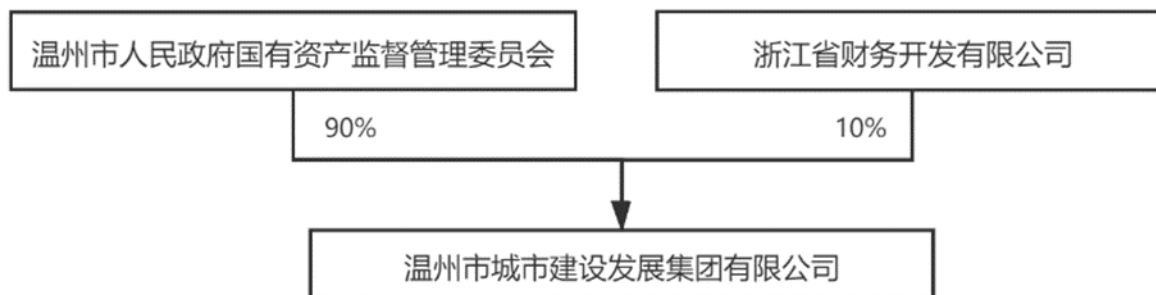 温州市人民政府国有资产监督管理委员会
浙江省财务开发有限公司
90%
10%
温州市城市建设发展集团有限公司